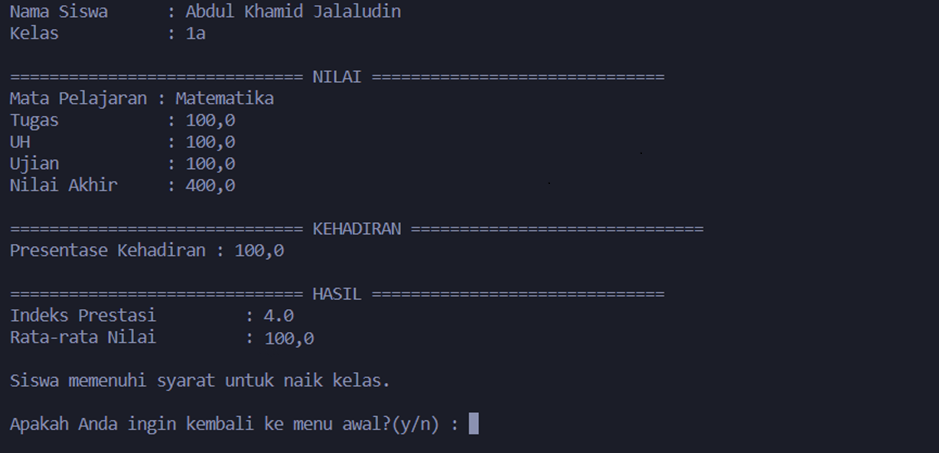 Nama Siswa      : Abdul Khamid Jalaludin
Kelas           : 1a
============================== NILAI ==============================
Mata Pelajaran : Matematika
Tugas           : 100,0
UH              : 100,0
Ujian           : 100,0
Nilai Akhir     : 400,0
============================== KEHADIRAN ==============================
Presentase Kehadiran : 100,0
============================== HASIL ==============================
Indeks Prestasi         : 4.0
Rata-rata Nilai         : 100,0
Siswa memenuhi syarat untuk naik kelas.
Apakah Anda ingin kembali ke menu awal?(y/n) :